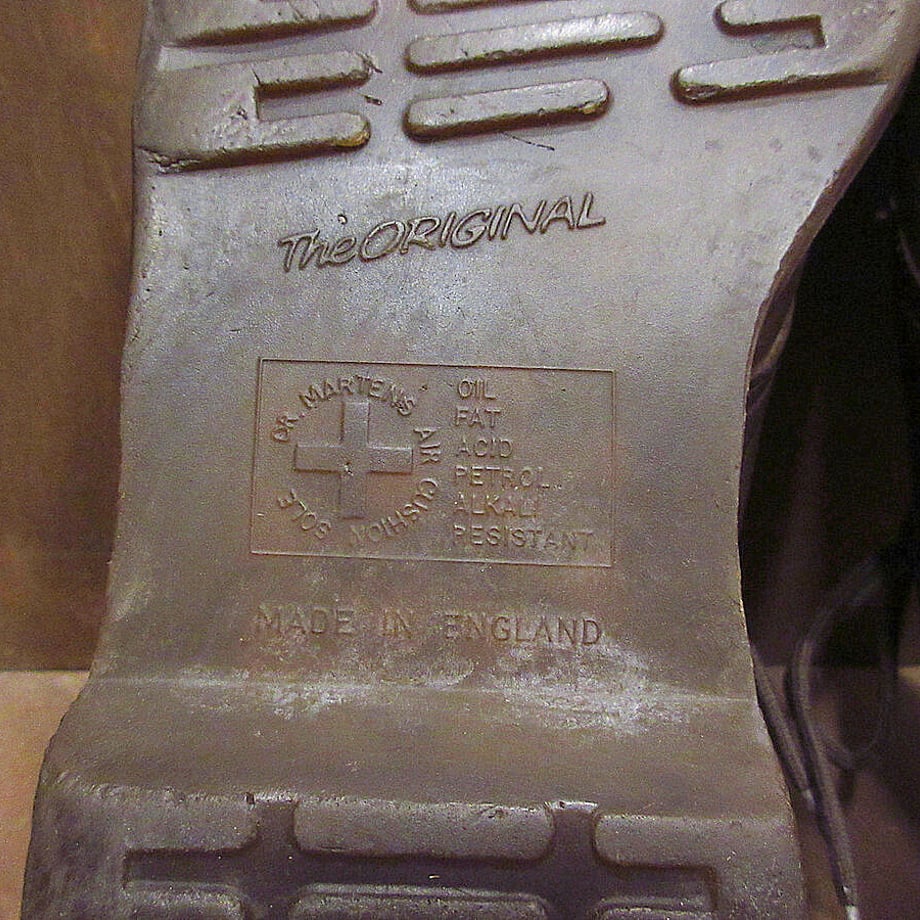 The ORIGINAL
DR. MARTENS AIR CUSHION SOLE
OIL
FAT
ACID
PETROL
ALKALI
RESISTANT
MADE IN ENGLAND